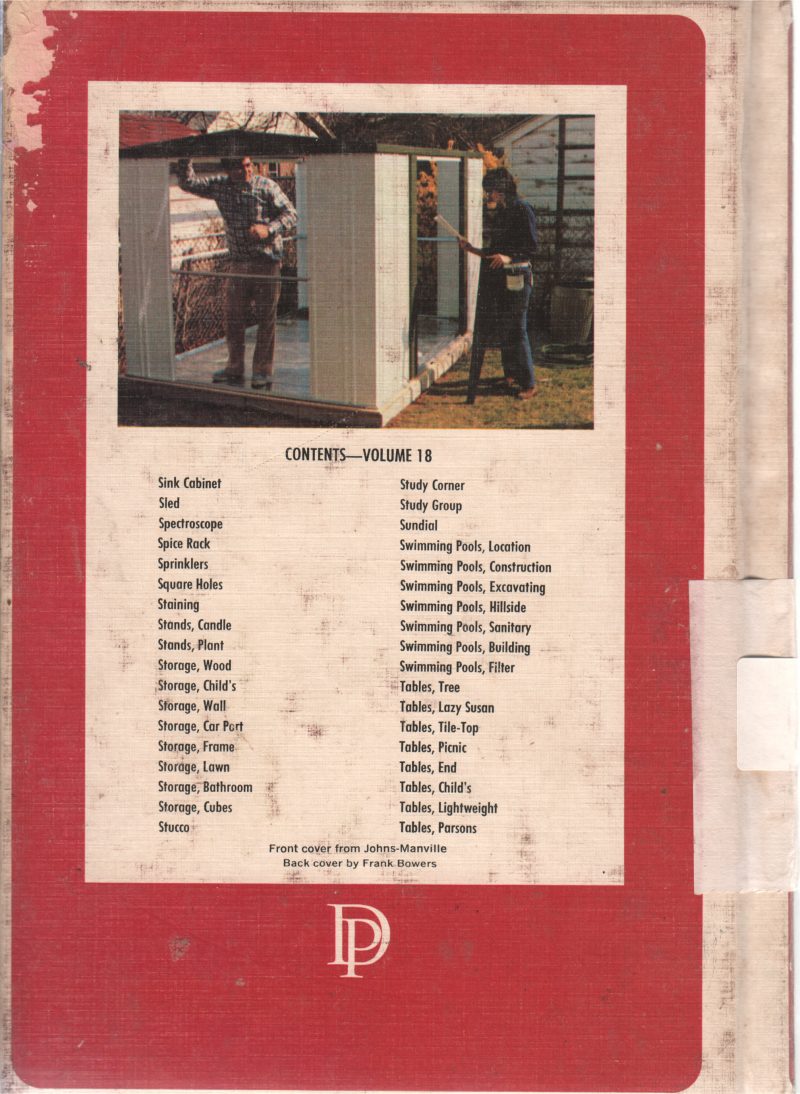 CONTENTS—VOLUME 18
Sink Cabinet
Sled
Spectroscope
Spice Rack
Sprinklers
Square Holes
Staining
Stands, Candle
Stands, Plant
Storage, Wood
Storage, Child's
Storage, Wall
Storage, Car Port
Storage, Frame
Storage, Lawn
Storage, Bathroom
Storage, Cubes
Stucco
Study Corner
Study Group
Sundial
Swimming Pools, Location
Swimming Pools, Construction
Swimming Pools, Excavating
Swimming Pools, Hillside
Swimming Pools, Sanitary
Swimming Pools, Building
Swimming Pools, Filter
Tables, Tree
Tables, Lazy Susan
Tables, Tile-Top
Tables, Picnic
Tables, End
Tables, Child's
Tables, Lightweight
Tables, Parsons
Front cover from Johns-Manville
Back cover by Frank Bowers
DP